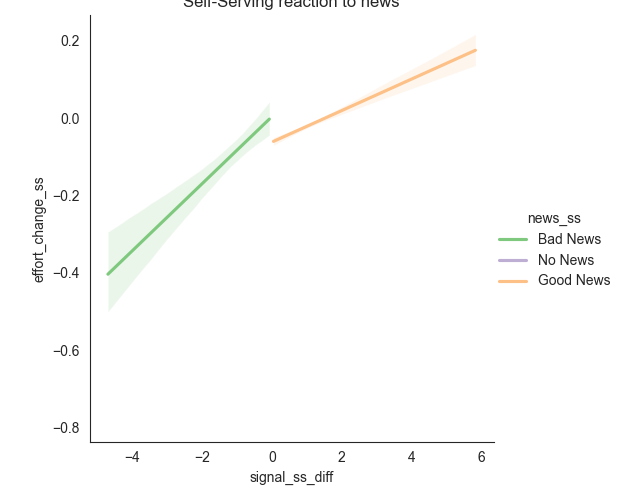 Self-Serving reaction to news
0.2
0.0
−0.2
−0.4
−0.6
−0.8
effort_change_ss
−4
−2
0
2
4
6
signal_ss_diff
news_ss
Bad News
No News
Good News